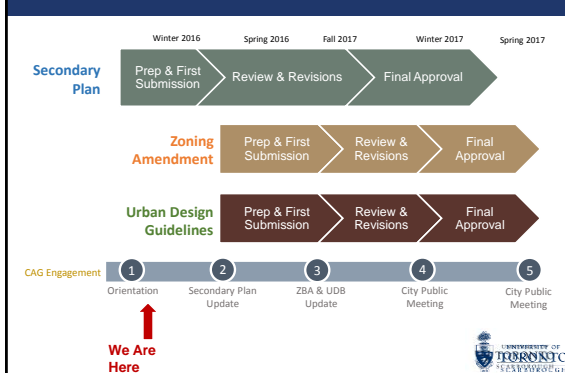 Winter 2016 Spring 2016 Fall 2017 Winter 2017 Spring 2017
Secondary
Plan
Prep & First
Submission
Review & Revisions
Final Approval
Zoning
Amendment
Prep & First
Submission
Review &
Revisions
Final
Approval
Urban Design
Guidelines
Prep & First
Submission
Review &
Revisions
Final
Approval
CAG Engagement
1 2 3 4 5
Orientation
Secondary Plan
Update
ZBA & UDB
Update
City Public
Meeting
City Public
Meeting
We Are
Here
UNIVERSITY OF
TORONTO
SCARBOROUGH